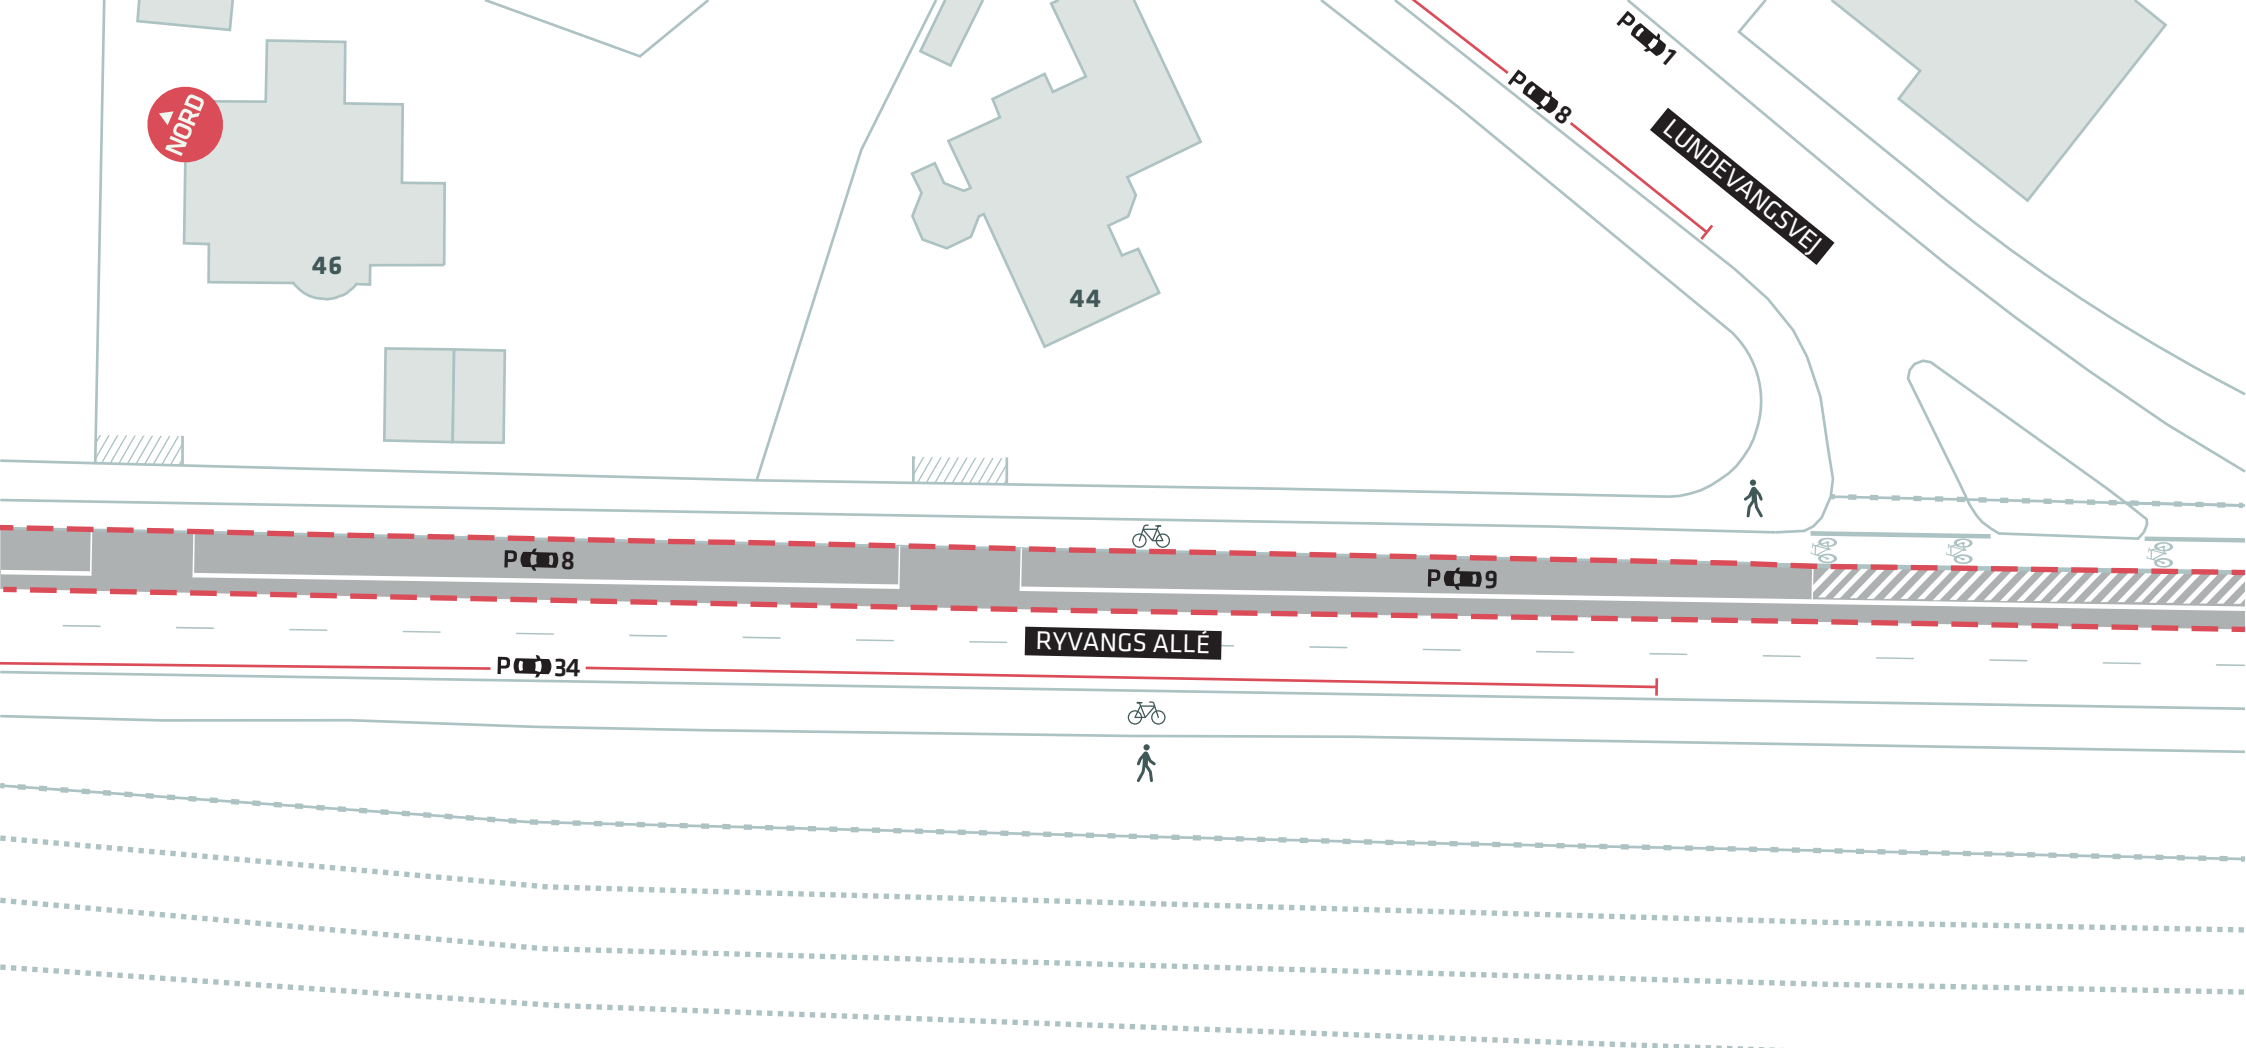 P 1
P 8
NORD
LUNDEVANGSVEJ
46
44
P 8
P 9
RYVANGS ALLÉ
P 34